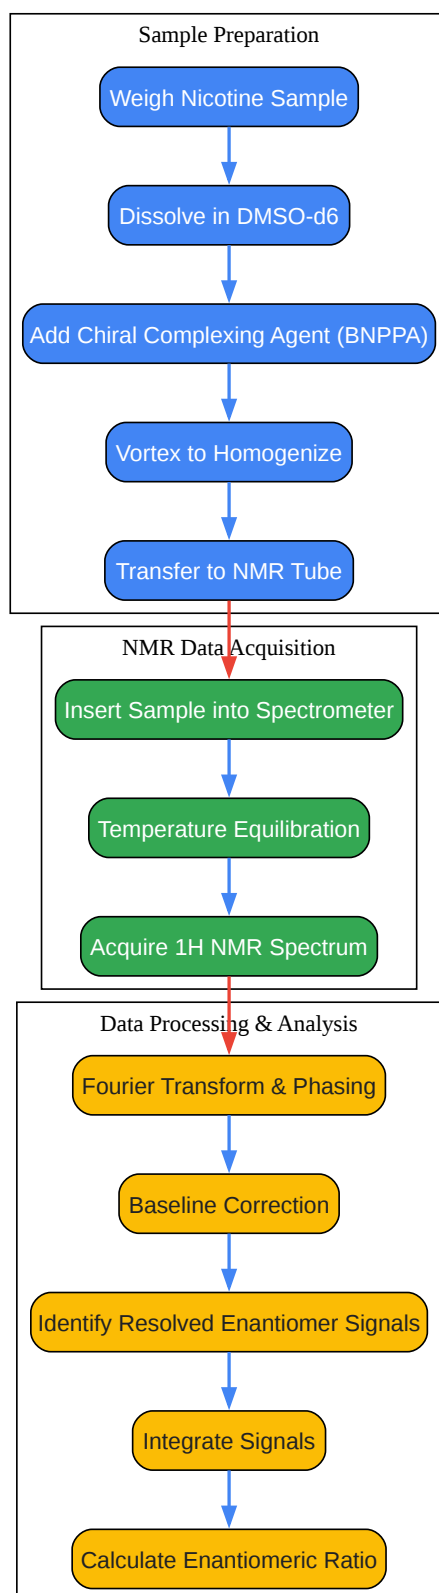 Sample Preparation
Weigh Nicotine Sample
Dissolve in DMSO-d6
Add Chiral Complexing Agent (BNPPA)
Vortex to Homogenize
Transfer to NMR Tube
NMR Data Acquisition
Insert Sample into Spectrometer
Temperature Equilibration
Acquire 1H NMR Spectrum
Data Processing & Analysis
Fourier Transform & Phasing
Baseline Correction
Identify Resolved Enantiomer Signals
Integrate Signals
Calculate Enantiomeric Ratio